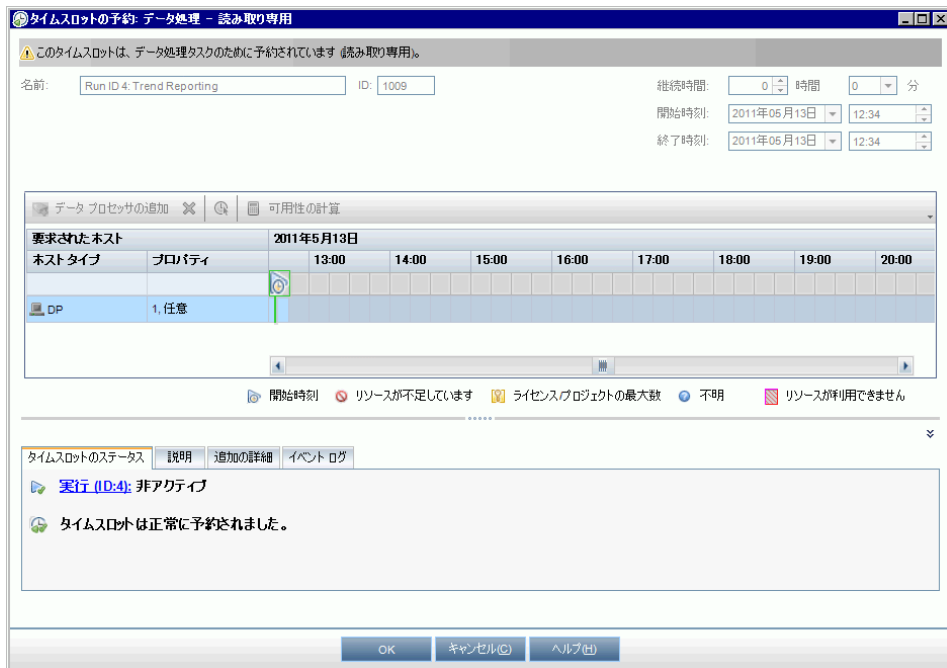 タイムスロットの予約: データ処理 - 読み取り専用
このタイムスロットは、データ処理タスクのために予約されています (読み取り専用)。
名前: Run ID 4: Trend Reporting ID: 1009 継続時間: 0 時間 0 分
開始時刻: 2011年05月13日 12:34
終了時刻: 2011年05月13日 12:34
データ プロセッサの追加 可用性の計算
要求されたホスト 2011年5月13日
ホスト タイプ プロパティ 13:00 14:00 15:00 16:00 17:00 18:00 19:00 20:00
DP 1, 任意
開始時刻 リソースが不足しています ライセンス/プロジェクトの最大数 不明 リソースが利用できません
タイムスロットのステータス 説明 追加の詳細 イベント ログ
実行 (ID:4): 非アクティブ
タイムスロットは正常に予約されました。
OK キャンセル(C) ヘルプ(H)